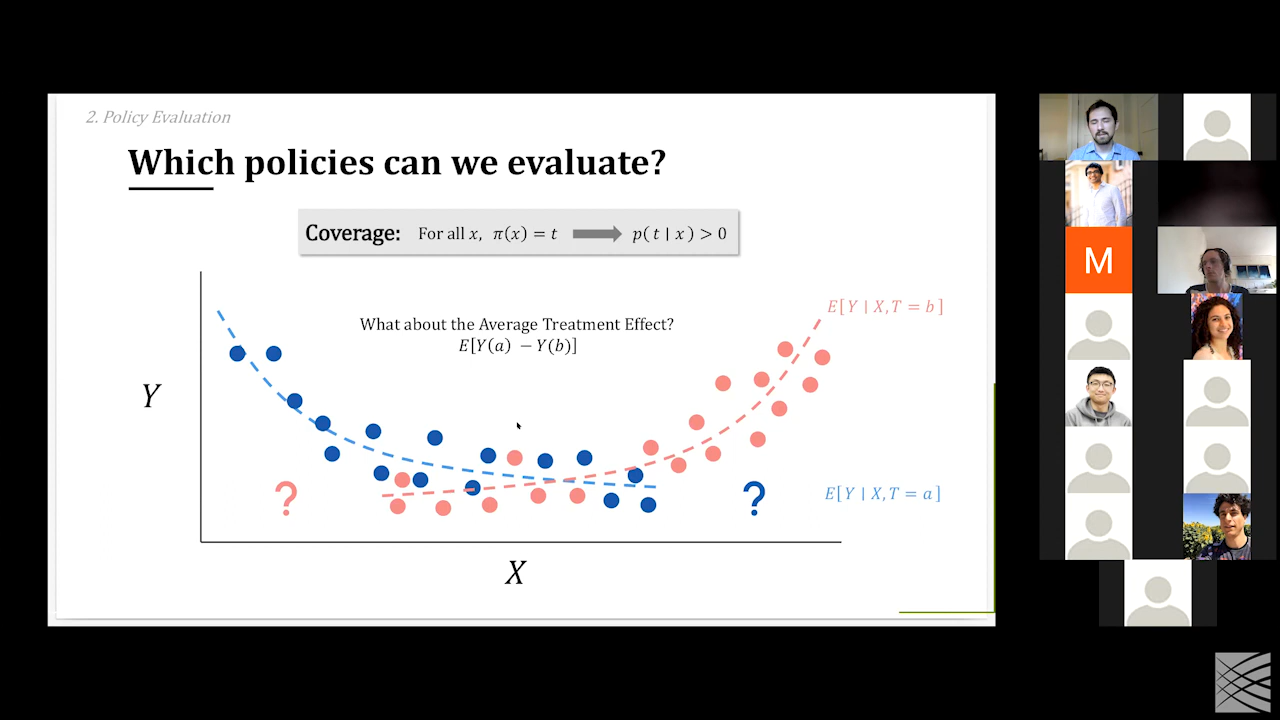 2. Policy Evaluation
Which policies can we evaluate?
Coverage: For all x, π(x) = t ⟶ p( t | x ) > 0
E[Y | X, T = b]
What about the Average Treatment Effect?
E[Y(a) − Y(b)]
Y
M
? ?
E[Y | X, T = a]
X